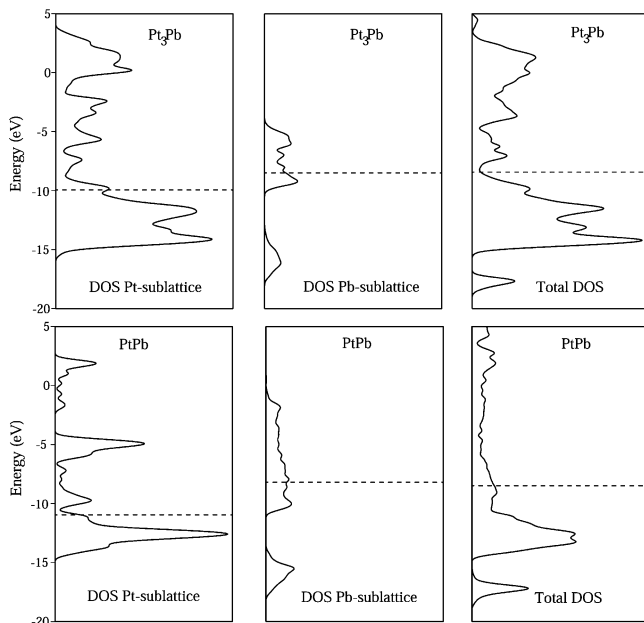 5
0
-5
-10
-15
-20
Energy (eV)
Pt3Pb
DOS Pt-sublattice
Pt3Pb
DOS Pb-sublattice
Pt3Pb
Total DOS
5
0
-5
-10
-15
-20
Energy (eV)
PtPb
DOS Pt-sublattice
PtPb
DOS Pb-sublattice
PtPb
Total DOS